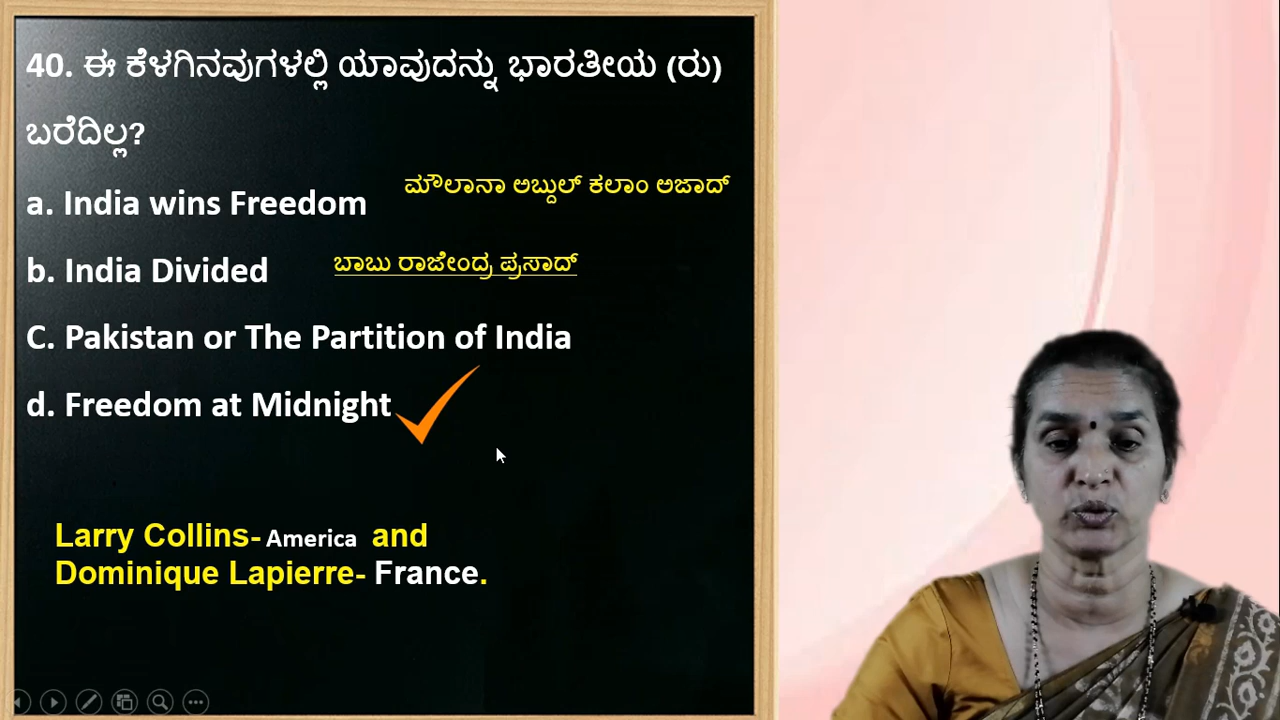 40. ಈ ಕೆಳಗಿನವುಗಳಲ್ಲಿ ಯಾವುದನ್ನು ಭಾರತೀಯ (ರು)
ಬರೆದಿಲ್ಲ?
a. India wins Freedom
ಮೌಲಾನಾ ಅಬ್ದುಲ್ ಕಲಾಂ ಅಜಾದ್
b. India Divided
ಬಾಬು ರಾಜೇಂದ್ರ ಪ್ರಸಾದ್
C. Pakistan or The Partition of India
d. Freedom at Midnight
Larry Collins- America and
Dominique Lapierre- France.